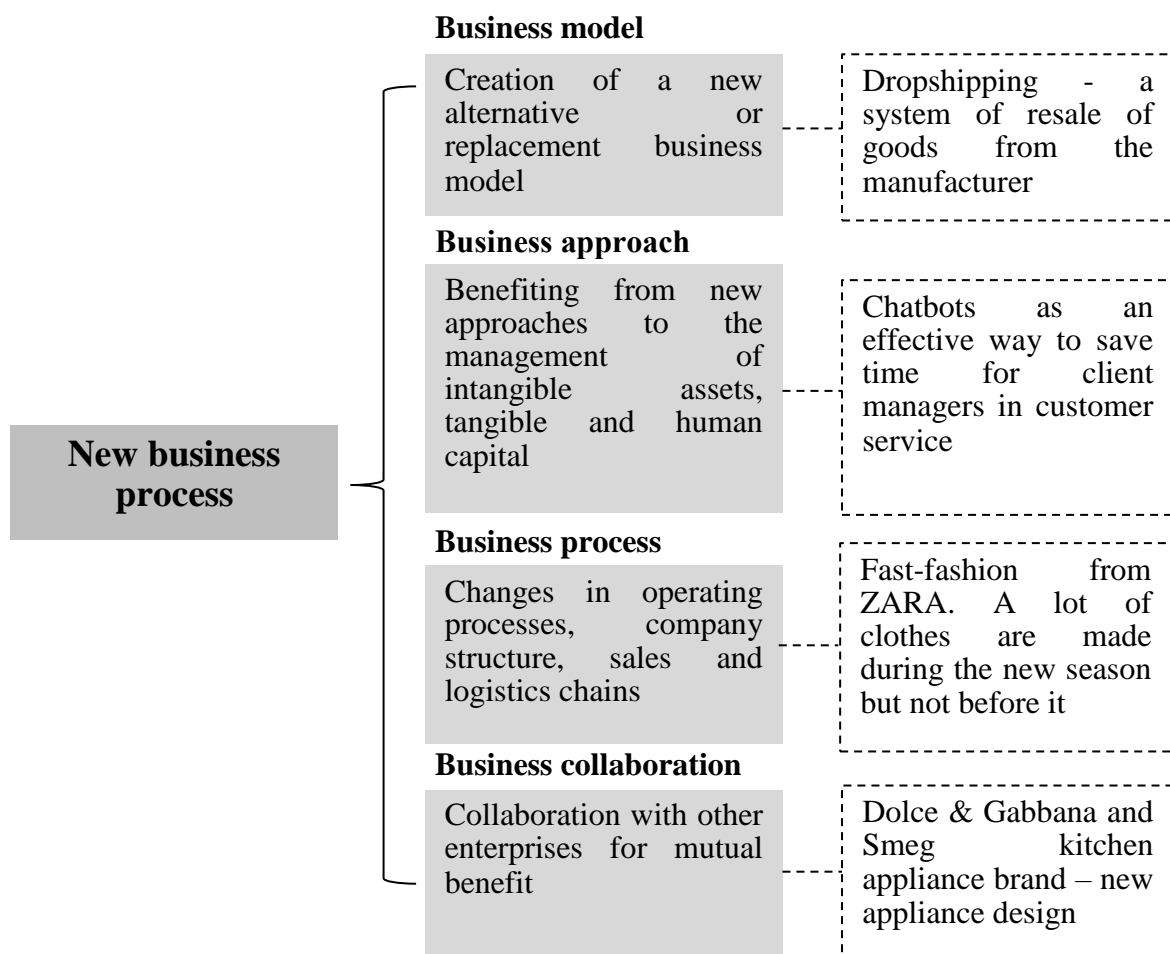 Business model
Creation of a new
alternative or
replacement business
model
Dropshipping - a
system of resale of
goods from the
manufacturer
Business approach
Benefiting from new
approaches to the
management of
intangible assets,
tangible and human
capital
Chatbots as an
effective way to save
time for client
managers in customer
service
New business
process
Business process
Changes in operating
processes, company
structure, sales and
logistics chains
Fast-fashion from
ZARA. A lot of
clothes are made
during the new season
but not before it
Business collaboration
Collaboration with other
enterprises for mutual
benefit
Dolce & Gabbana and
Smeg kitchen
appliance brand – new
appliance design